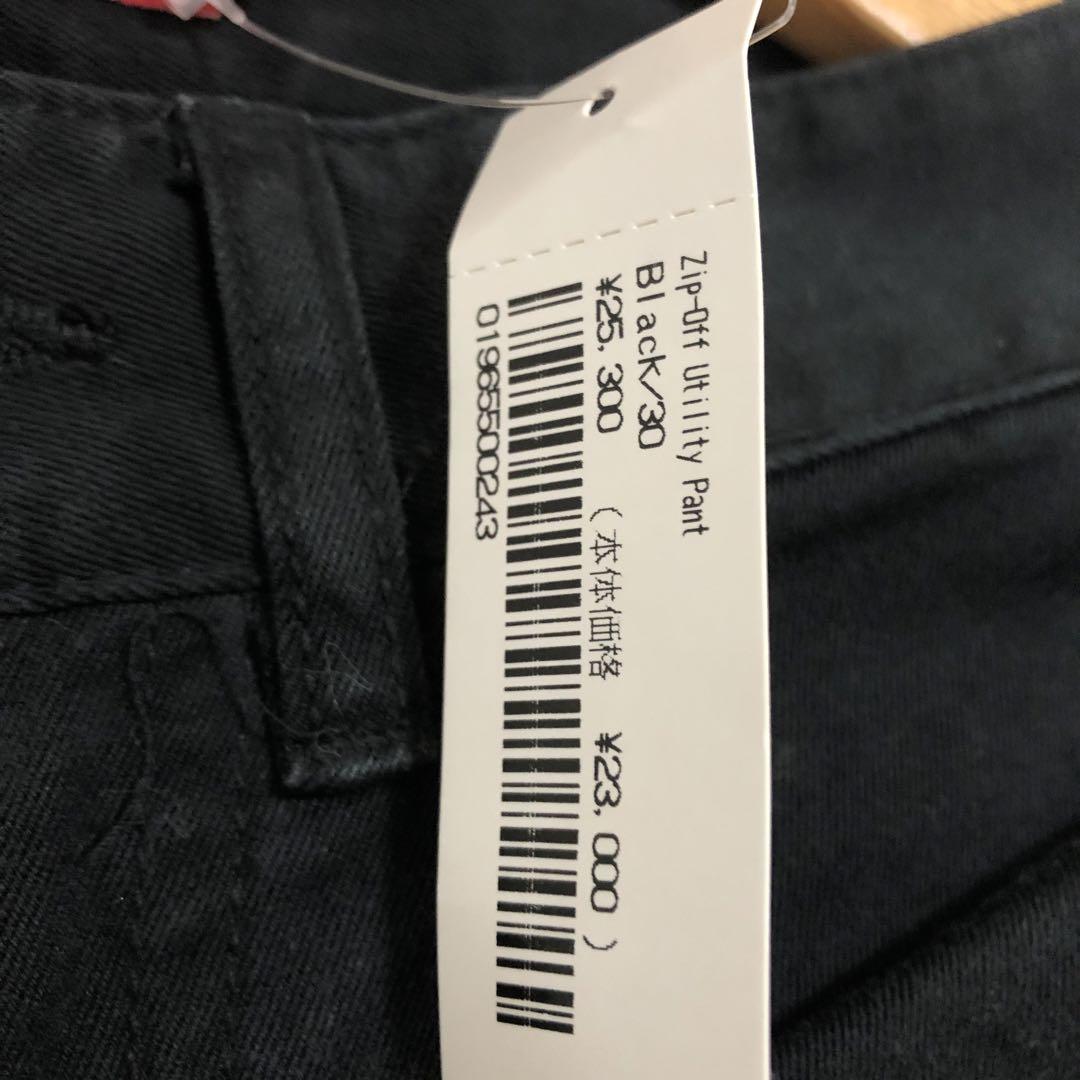 Zip-Off Utility Pant
Black/30
¥25,300 (本体価格 ¥23,000)
01965500243